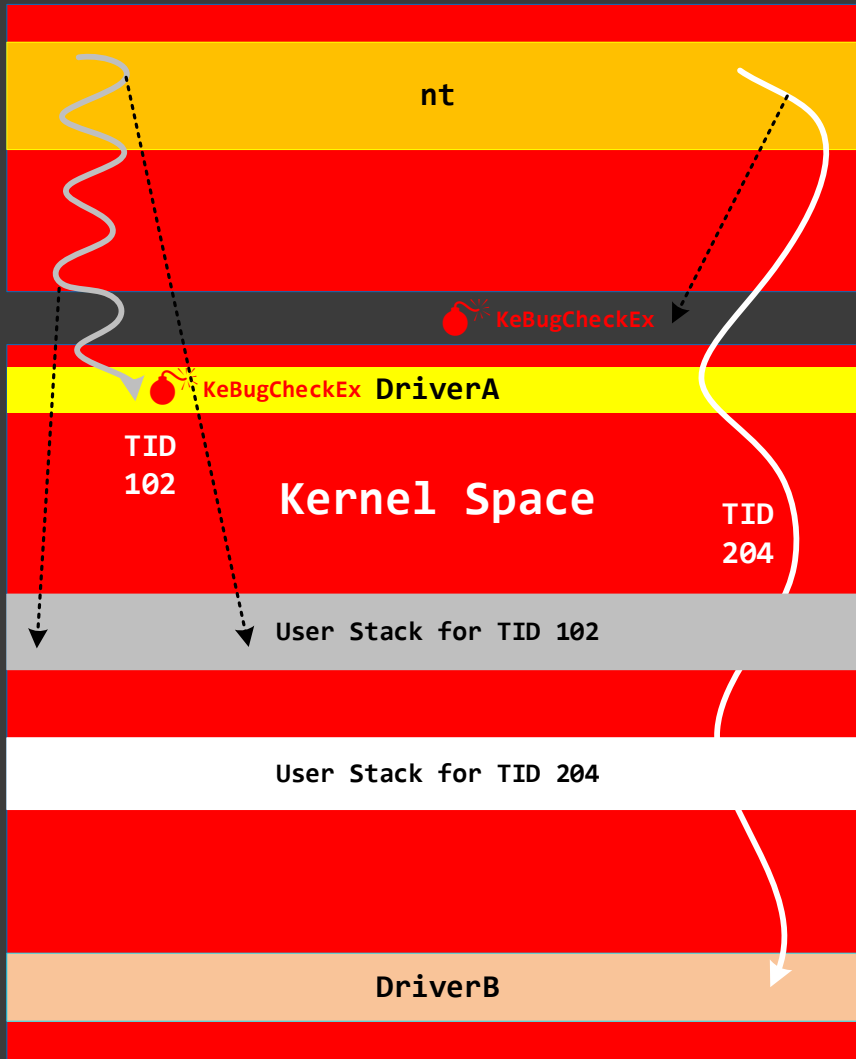 nt
KeBugCheckEx
KeBugCheckEx DriverA
TID
102
Kernel Space
TID
204
User Stack for TID 102
User Stack for TID 204
DriverB